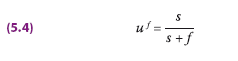 (5.4) u^f = s / (s + f)